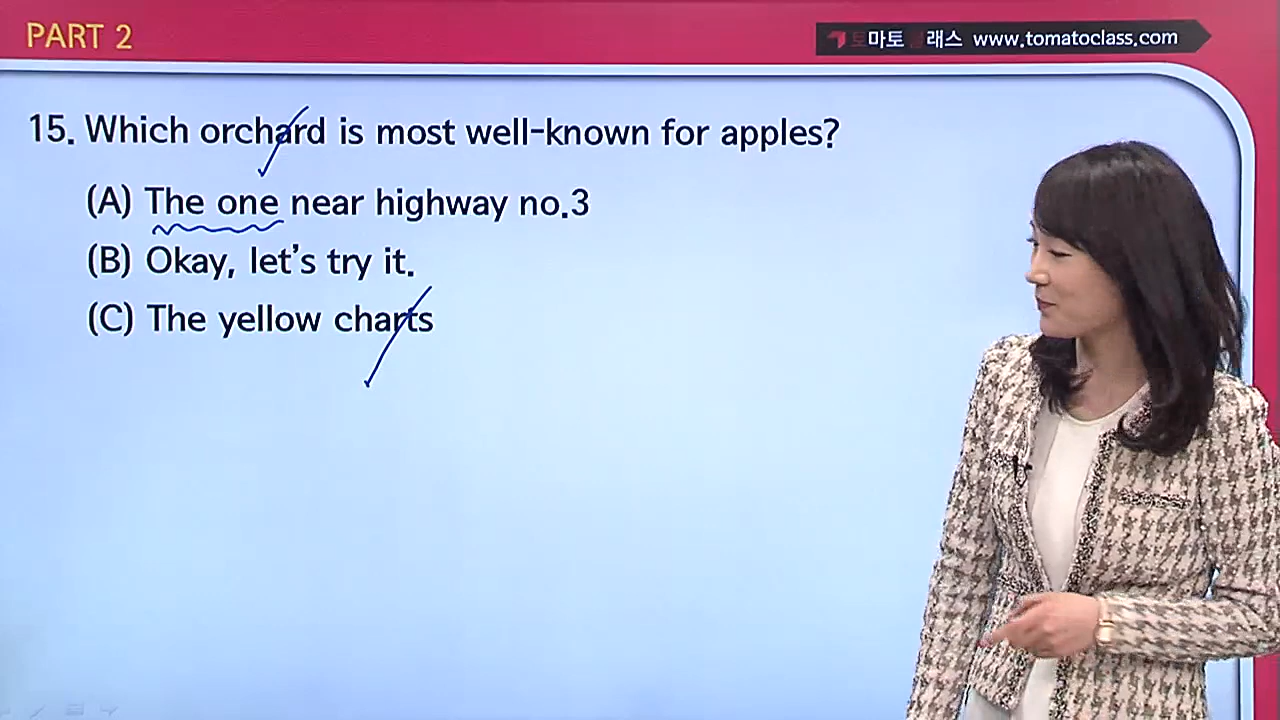 PART 2
토마토클래스 www.tomatoclass.com
15. Which orchard is most well-known for apples?
(A) The one near highway no.3
(B) Okay, let's try it.
(C) The yellow charts